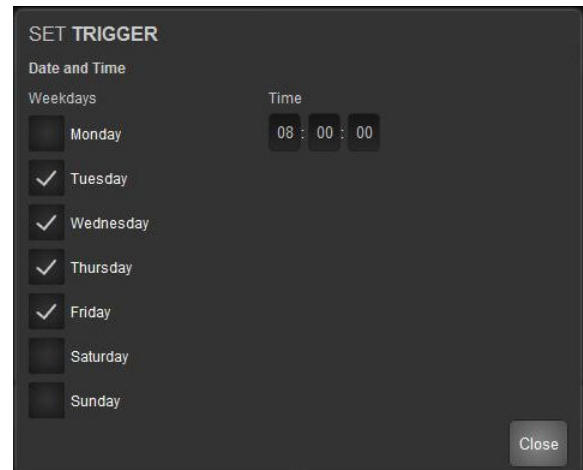 SET TRIGGER
Date and Time
Weekdays Time
Monday 08 : 00 : 00
Tuesday
Wednesday
Thursday
Friday
Saturday
Sunday
Close